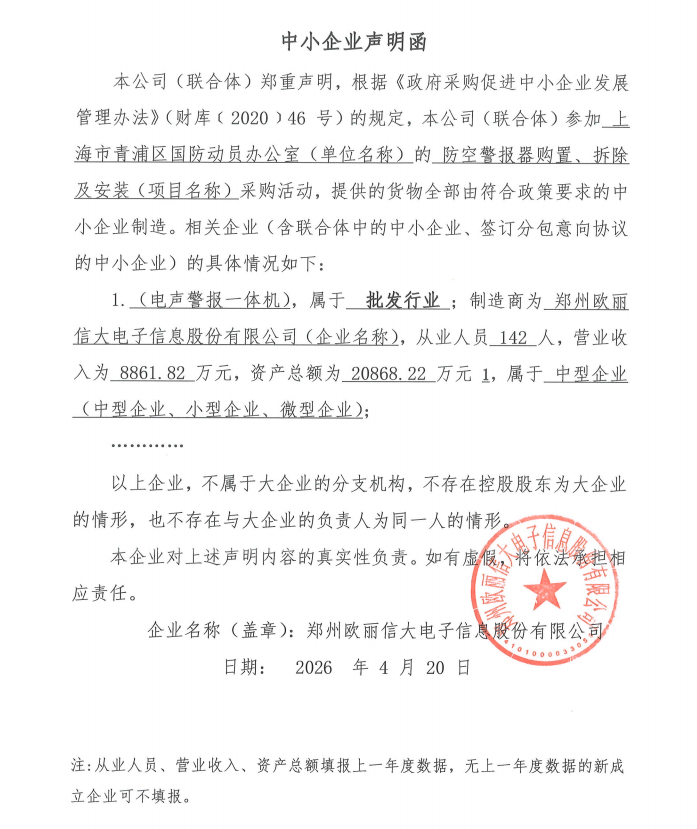 中小企业声明函
本公司（联合体）郑重声明，根据《政府采购促进中小企业发展
管理办法》（财库﹝2020﹞46 号）的规定，本公司（联合体）参加 上
海市青浦区国防动员办公室（单位名称）的 防空警报器购置、拆除
及安装（项目名称）采购活动，提供的货物全部由符合政策要求的中
小企业制造。相关企业（含联合体中的中小企业、签订分包意向协议
的中小企业）的具体情况如下：
1. （电声警报一体机），属于 批发行业 ；制造商为 郑州欧丽
信大电子信息股份有限公司（企业名称），从业人员 142 人，营业收
入为 8861.82 万元，资产总额为 20868.22 万元 1，属于 中型企业
（中型企业、小型企业、微型企业）；
…………
以上企业，不属于大企业的分支机构，不存在控股股东为大企业
的情形，也不存在与大企业的负责人为同一人的情形。
本企业对上述声明内容的真实性负责。如有虚假，将依法承担相
应责任。
企业名称（盖章）：郑州欧丽信大电子信息股份有限公司
日期： 2026 年 4 月 20 日
郑州欧丽信大电子信息股份有限公司
注:从业人员、营业收入、资产总额填报上一年度数据，无上一年度数据的新成
立企业可不填报。